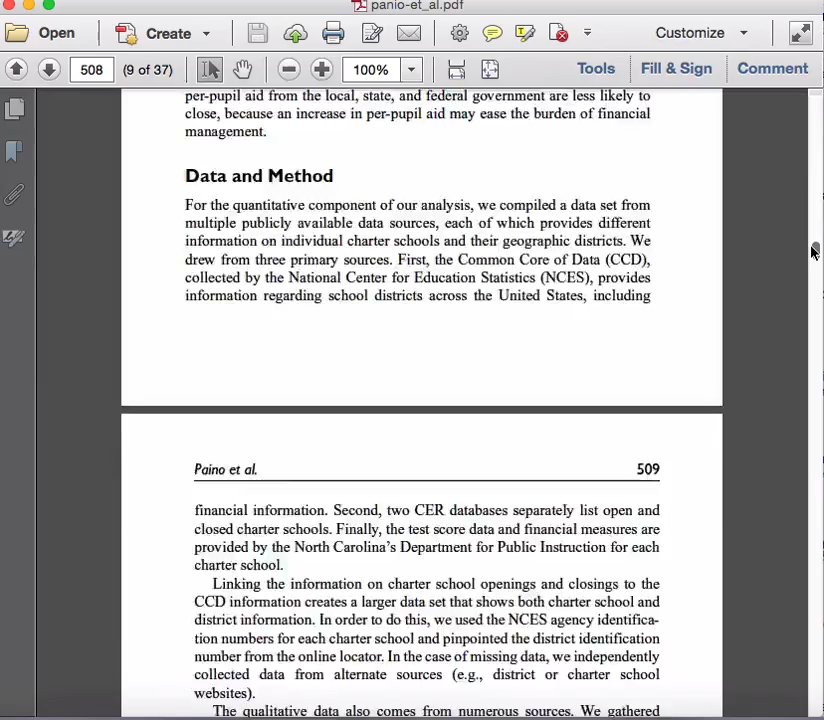 panio-et_al.pdf
Open Create Customize
508 (9 of 37) 100% Tools Fill & Sign Comment
per-pupil aid from the local, state, and federal government are less likely to
close, because an increase in per-pupil aid may ease the burden of financial
management.
Data and Method
For the quantitative component of our analysis, we compiled a data set from
multiple publicly available data sources, each of which provides different
information on individual charter schools and their geographic districts. We
drew from three primary sources. First, the Common Core of Data (CCD),
collected by the National Center for Education Statistics (NCES), provides
information regarding school districts across the United States, including
Paino et al. 509
financial information. Second, two CER databases separately list open and
closed charter schools. Finally, the test score data and financial measures are
provided by the North Carolina's Department for Public Instruction for each
charter school.
Linking the information on charter school openings and closings to the
CCD information creates a larger data set that shows both charter school and
district information. In order to do this, we used the NCES agency identifica-
tion numbers for each charter school and pinpointed the district identification
number from the online locator. In the case of missing data, we independently
collected data from alternate sources (e.g., district or charter school
websites).
The qualitative data also comes from numerous sources. We gathered